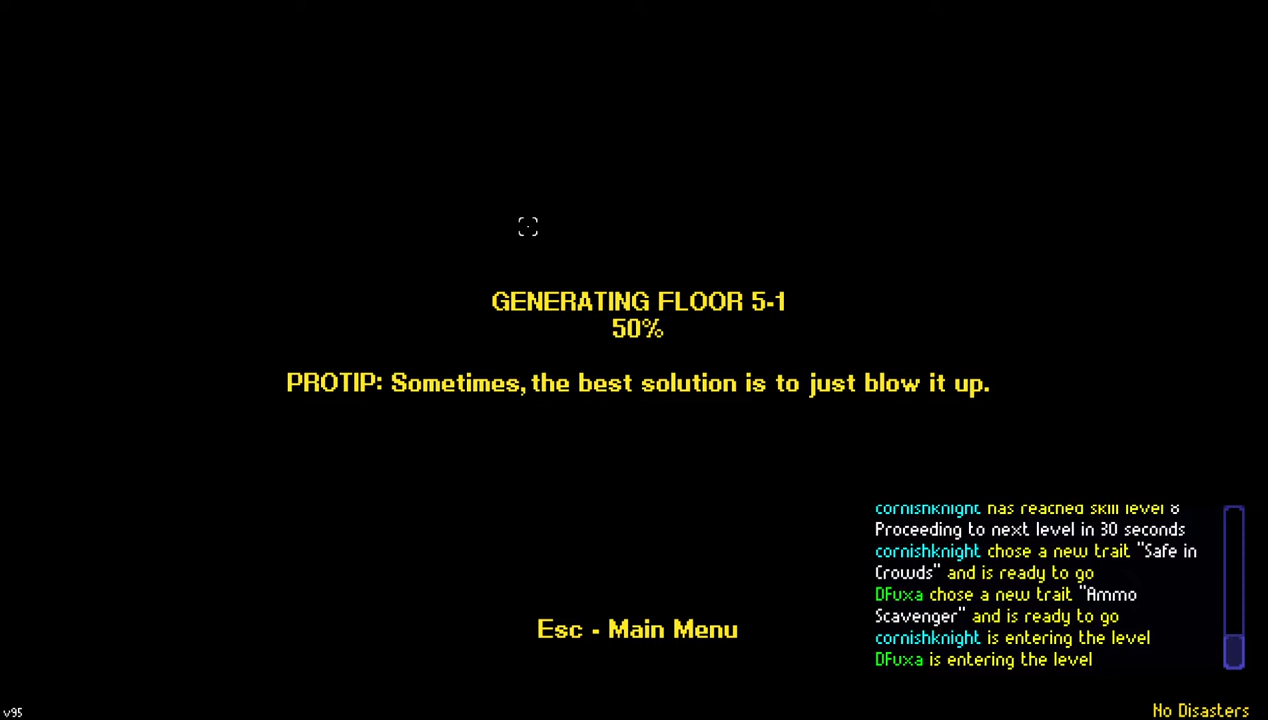 GENERATING FLOOR 5-1
50%
PROTIP: Sometimes, the best solution is to just blow it up.
cornishknight has reached skill level 8
Proceeding to next level in 30 seconds
cornishknight chose a new trait "Safe in
Crowds" and is ready to go
DFuxa chose a new trait "Ammo
Scavenger" and is ready to go
cornishknight is entering the level
DFuxa is entering the level
Esc - Main Menu
v95
No Disasters